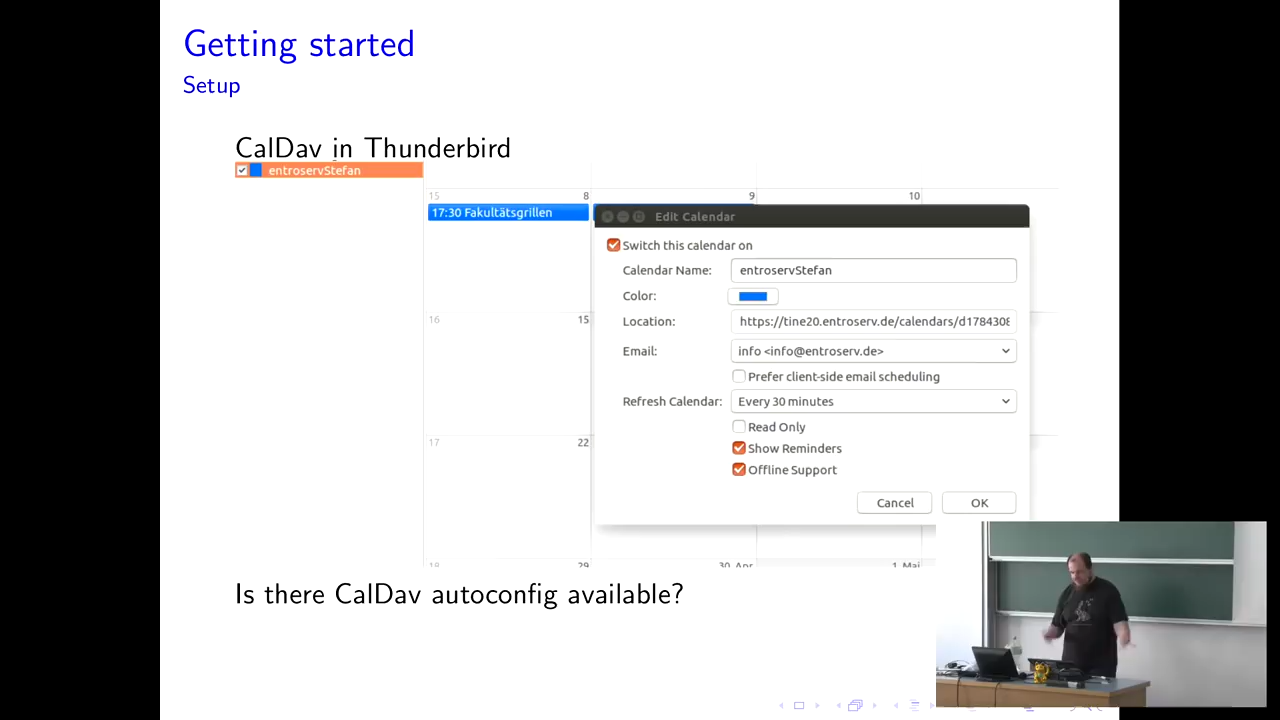 Getting started
Setup
CalDav in Thunderbird
entroservStefan
15 8 9 10
17:30 Fakultätsgrillen
Edit Calendar
Switch this calendar on
Calendar Name: entroservStefan
Color:
Location: https://tine20.entroserv.de/calendars/d178430
Email: info <info@entroserv.de>
Prefer client-side email scheduling
Refresh Calendar: Every 30 minutes
Read Only
Show Reminders
Offline Support
Cancel OK
16 15
17 22
18 29 30. Apr 1. Mai
Is there CalDav autoconfig available?